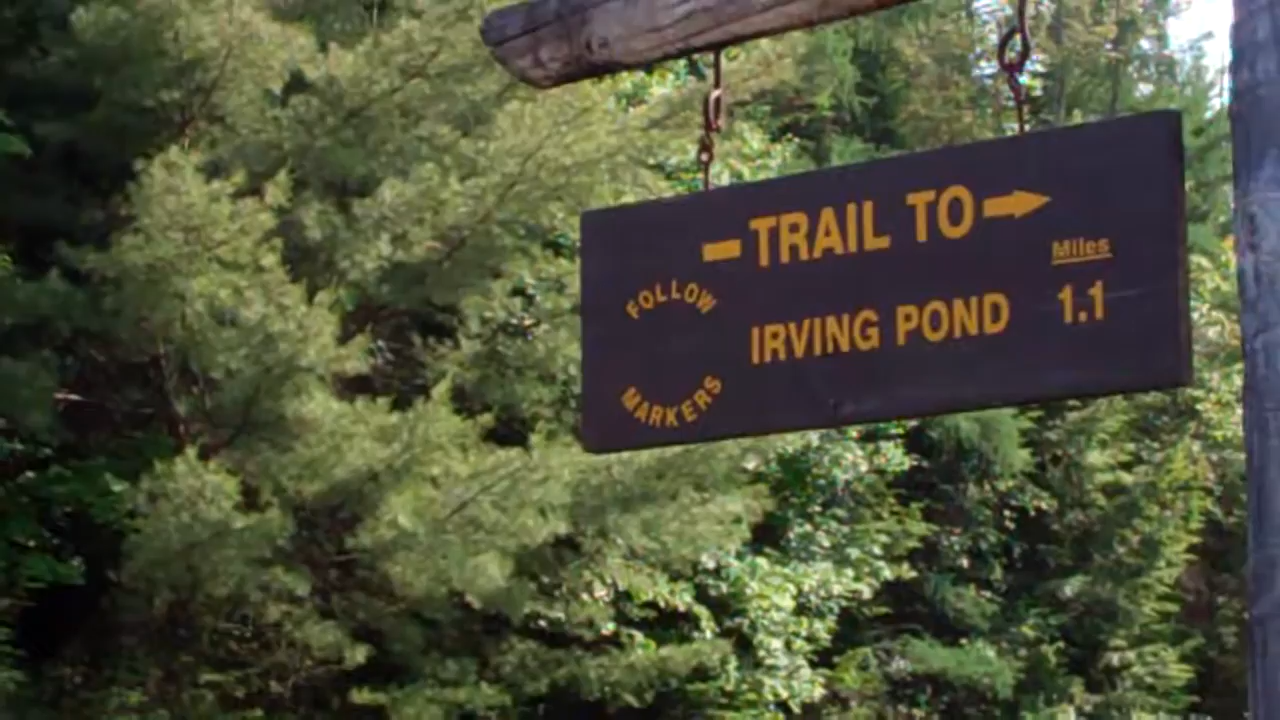 TRAIL TO
Miles
FOLLOW
IRVING POND 1.1
MARKERS